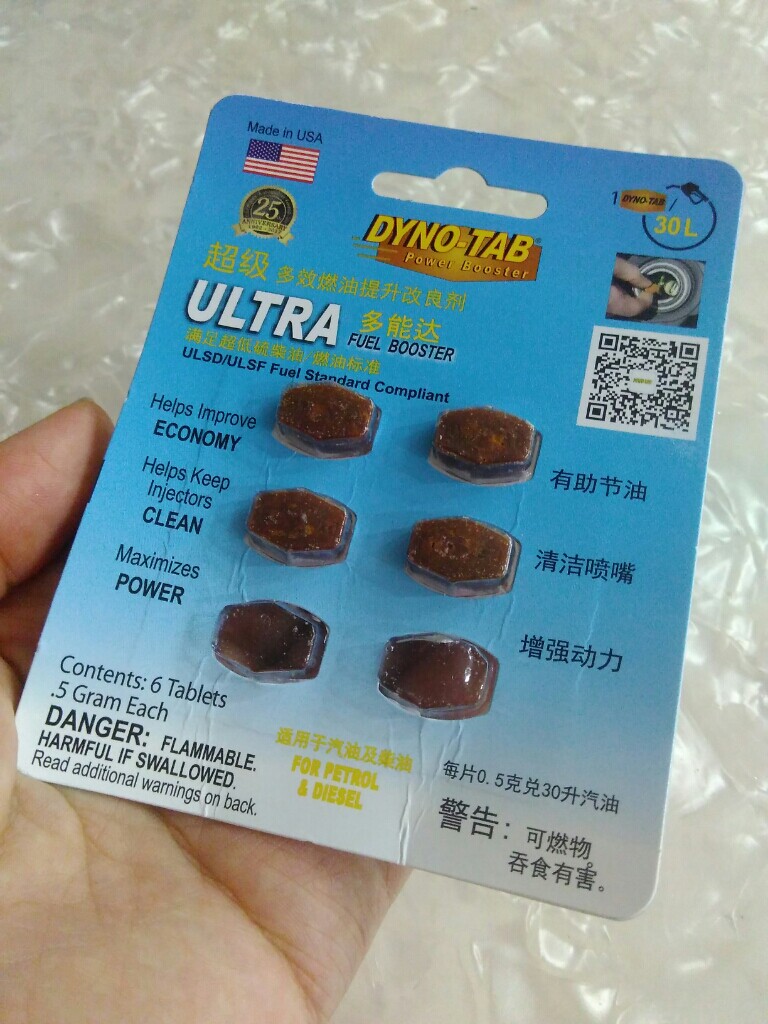 Made in USA
25
ANNIVERSARY
DYNO-TAB®
Power Booster
1 DYNO-TAB /
30L
超级 多效燃油提升改良剂
ULTRA 多能达
FUEL BOOSTER
满足超低硫柴油/燃油标准
ULSD/ULSF Fuel Standard Compliant
Helps Improve
ECONOMY
有助节油
Helps Keep
Injectors
CLEAN
清洁喷嘴
Maximizes
POWER
增强动力
Contents: 6 Tablets
.5 Gram Each
DANGER: FLAMMABLE.
HARMFUL IF SWALLOWED.
Read additional warnings on back.
适用于汽油及柴油
FOR PETROL
& DIESEL
每片0.5克兑30升汽油
警告: 可燃物。
吞食有害。